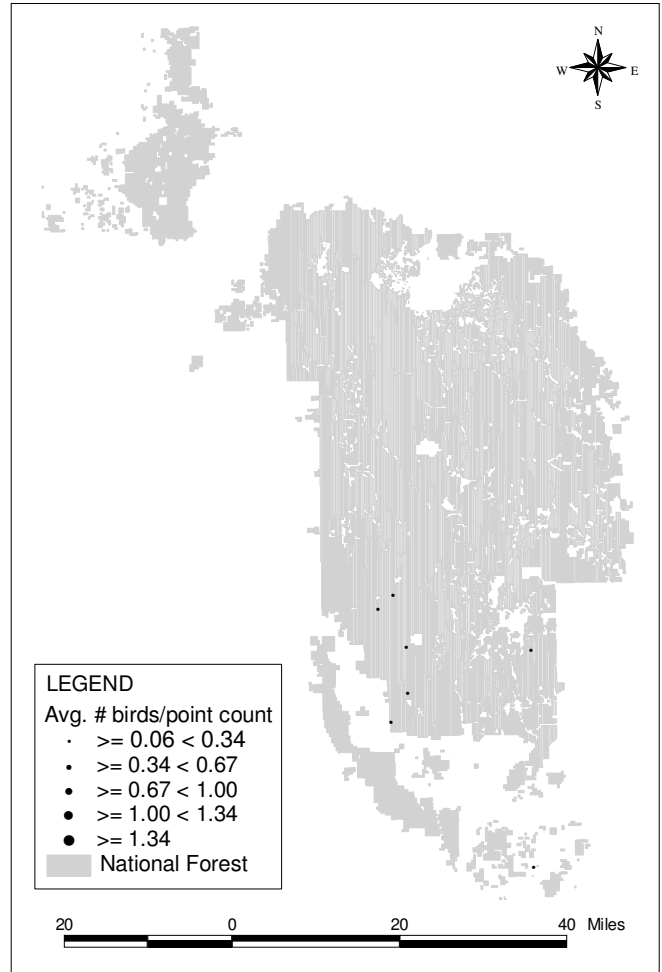 N
W E
S
LEGEND
Avg. # birds/point count
>= 0.06 < 0.34
>= 0.34 < 0.67
>= 0.67 < 1.00
>= 1.00 < 1.34
>= 1.34
National Forest
20 0 20 40 Miles